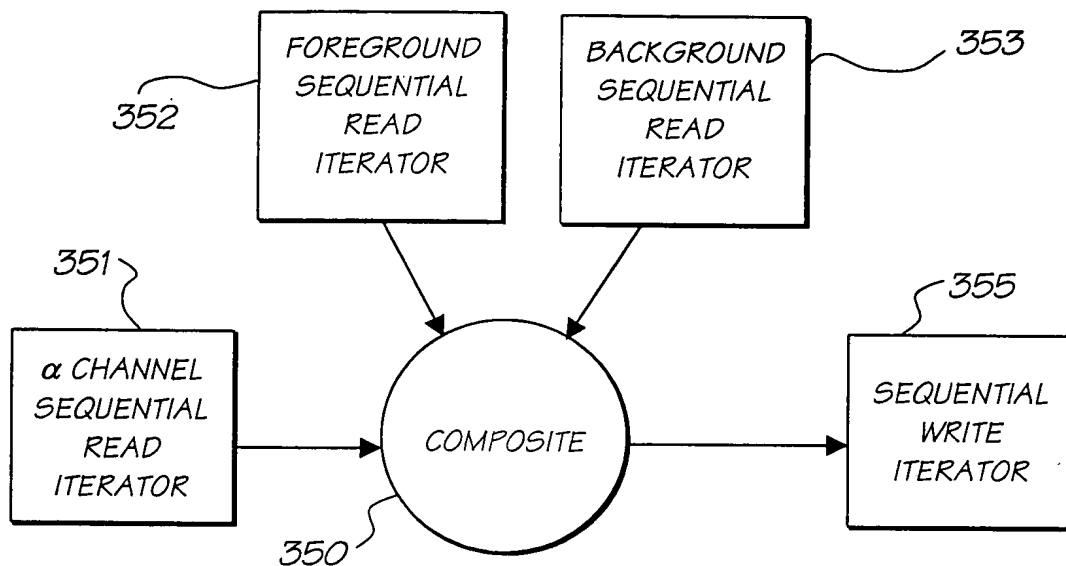 FOREGROUND
SEQUENTIAL
READ
ITERATOR
352
BACKGROUND
SEQUENTIAL
READ
ITERATOR
353
351
α CHANNEL
SEQUENTIAL
READ
ITERATOR
COMPOSITE
350
355
SEQUENTIAL
WRITE
ITERATOR